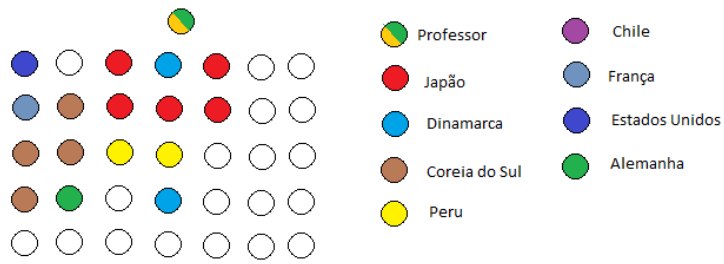 Professor
Japão
Dinamarca
Coreia do Sul
Peru
Chile
França
Estados Unidos
Alemanha